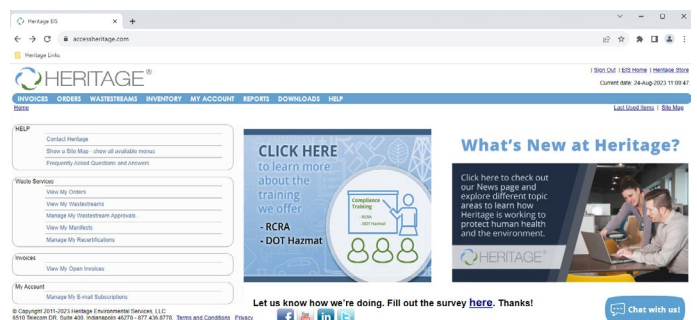 Heritage EIS
accessheritage.com
Heritage Links
HERITAGE®
| Sign Out | EIS Home | Heritage Store
Current date: 24-Aug-2023 11:09:47
INVOICES ORDERS WASTESTREAMS INVENTORY MY ACCOUNT REPORTS DOWNLOADS HELP
Home
Last Used Items | Site Map
HELP
Contact Heritage
Show a Site Map - show all available menus
Frequently Asked Questions and Answers
Waste Services
View My Orders
View My Wastestreams
Manage My Wastestream Approvals
View My Manifests
Manage My Recertifications
Invoices
View My Open Invoices
My Account
Manage My E-mail Subscriptions
CLICK HERE
to learn more
about the
training
we offer
- RCRA
- DOT Hazmat
Compliance
Training
- RCRA
- DOT Hazmat
What's New at Heritage?
Click here to check out
our News page and
explore different topic
areas to learn how
Heritage is working to
protect human health
and the environment.
HERITAGE®
Let us know how we're doing. Fill out the survey here. Thanks!
Chat with us!
© Copyright 2011-2023 Heritage Environmental Services, LLC
6510 Telecom DR. Suite 400, Indianapolis 46278 - 877.436.8778 Terms and Conditions Privacy